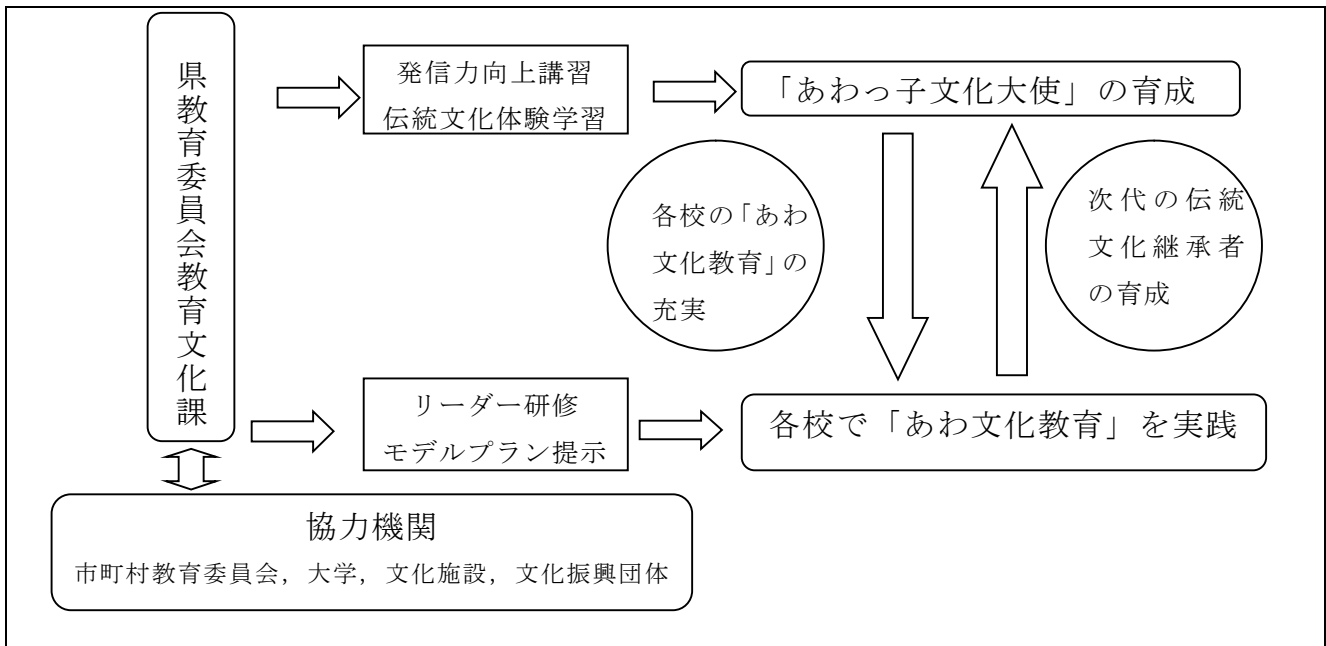 県教育委員会教育文化課
発信力向上講習
伝統文化体験学習
「あわっ子文化大使」の育成
各校の「あわ
文化教育」の
充実
次代の伝統
文化継承者
の育成
リーダー研修
モデルプラン提示
各校で「あわ文化教育」を実践
協力機関
市町村教育委員会，大学，文化施設，文化振興団体